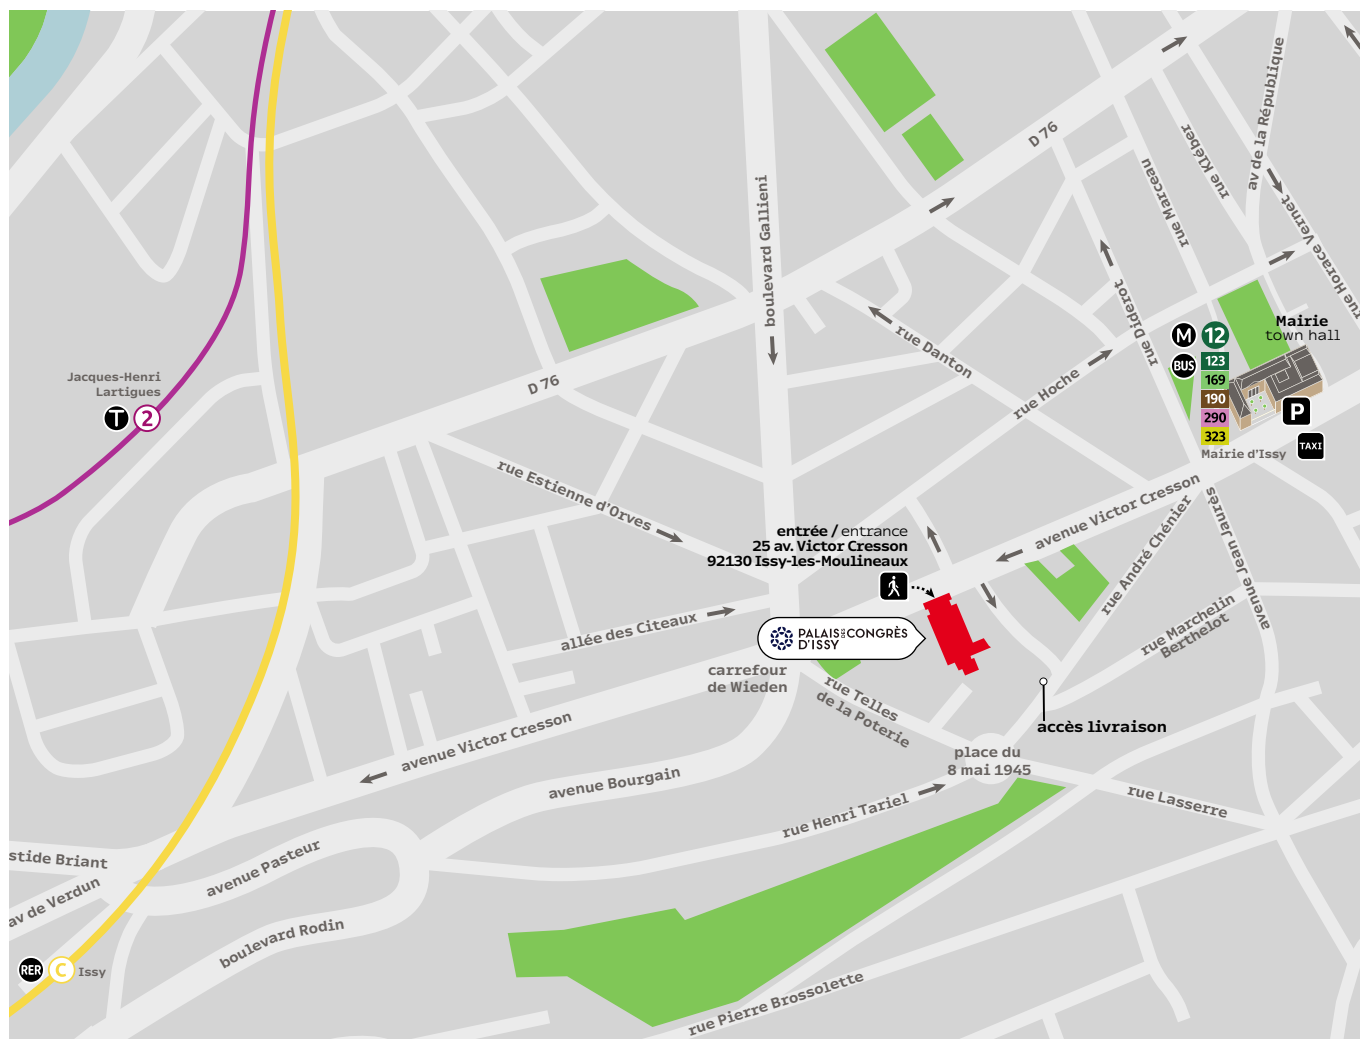 av de la République
D 76
rue Kléber
rue Marceau
rue Horace Vernet
boulevard Gallieni
rue Diderot
Mairie
town hall
M 12
BUS 123
169
190
290
323
P
TAXI
Mairie d'Issy
rue Danton
rue Hoche
D 76
Jacques-Henri
Lartigues
T 2
rue Estienne d'Orves
avenue Victor Cresson
entrée / entrance
25 av. Victor Cresson
92130 Issy-les-Moulineaux
rue André Chénier
avenue Jean Jaurès
rue Marchelin
Berthelot
allée des Citeaux
PALAIS DES CONGRÈS
D'ISSY
carrefour
de Wieden
rue Telles
de la Poterie
accès livraison
avenue Victor Cresson
place du
8 mai 1945
avenue Bourgain
rue Henri Tariel
rue Lasserre
stide Briant
avenue Pasteur
av de Verdun
boulevard Rodin
RER C Issy
rue Pierre Brossolette
rue